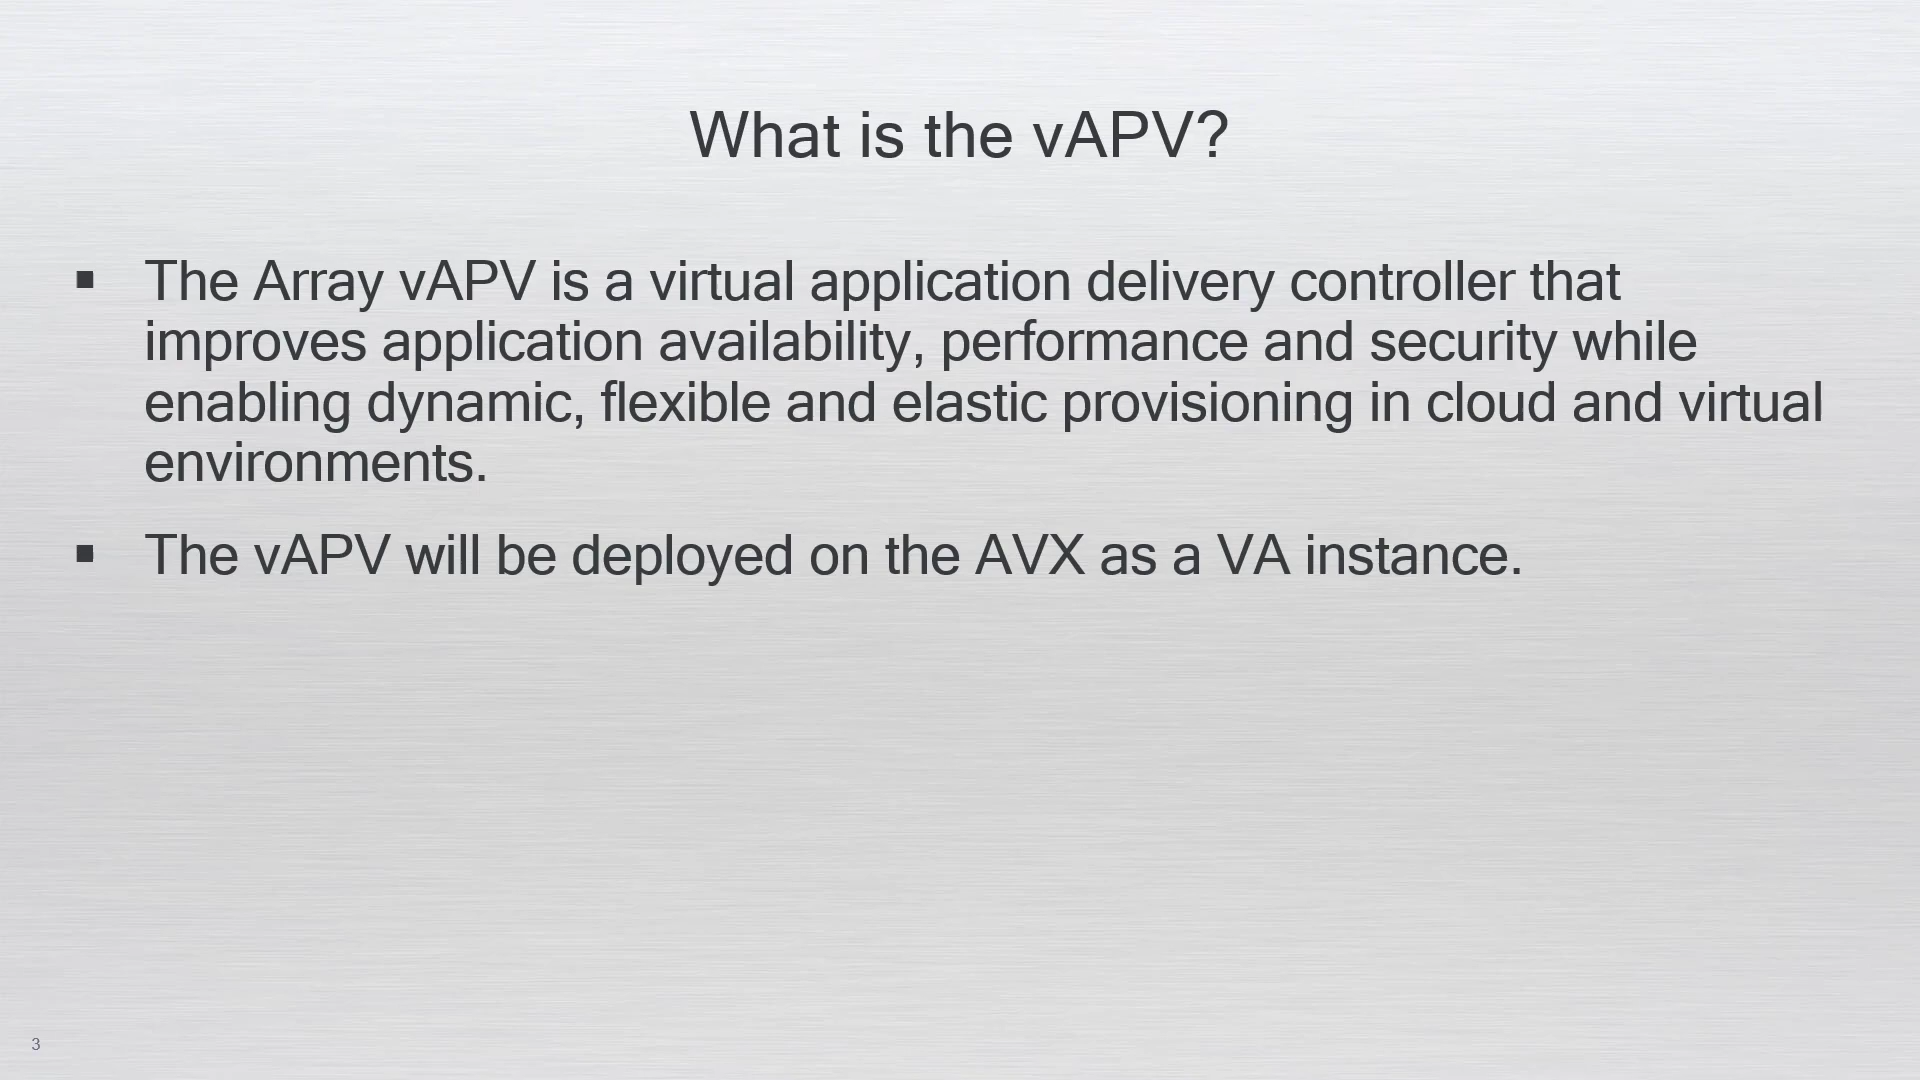 What is the vAPV?
▪ The Array vAPV is a virtual application delivery controller that
improves application availability, performance and security while
enabling dynamic, flexible and elastic provisioning in cloud and virtual
environments.
▪ The vAPV will be deployed on the AVX as a VA instance.
3